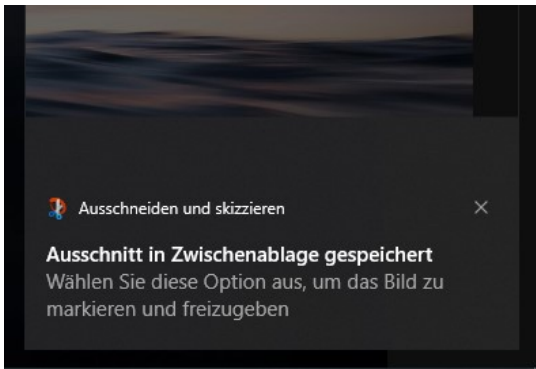 Ausschneiden und skizzieren
Ausschnitt in Zwischenablage gespeichert
Wählen Sie diese Option aus, um das Bild zu
markieren und freizugeben